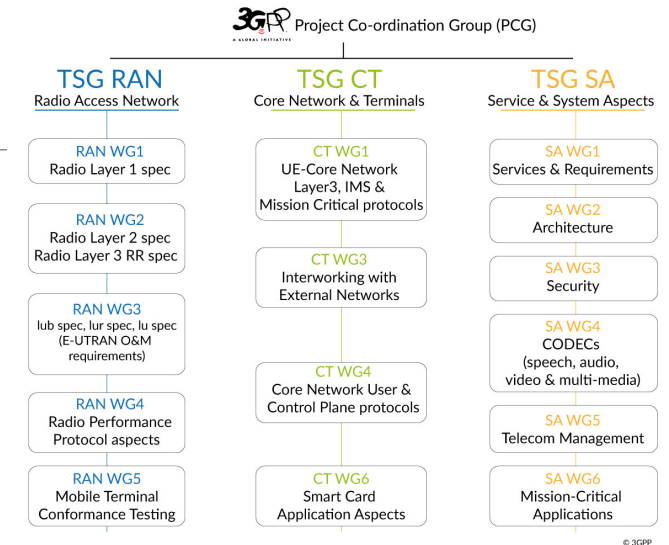 3GPP
A GLOBAL INITIATIVE
Project Co-ordination Group (PCG)
TSG RAN
Radio Access Network
RAN WG1
Radio Layer 1 spec
RAN WG2
Radio Layer 2 spec
Radio Layer 3 RR spec
RAN WG3
lub spec, lur spec, lu spec
(E-UTRAN O&M
requirements)
RAN WG4
Radio Performance
Protocol aspects
RAN WG5
Mobile Terminal
Conformance Testing
TSG CT
Core Network & Terminals
CT WG1
UE-Core Network
Layer3, IMS &
Mission Critical protocols
CT WG3
Interworking with
External Networks
CT WG4
Core Network User &
Control Plane protocols
CT WG6
Smart Card
Application Aspects
TSG SA
Service & System Aspects
SA WG1
Services & Requirements
SA WG2
Architecture
SA WG3
Security
SA WG4
CODECs
(speech, audio,
video & multi-media)
SA WG5
Telecom Management
SA WG6
Mission-Critical
Applications
© 3GPP